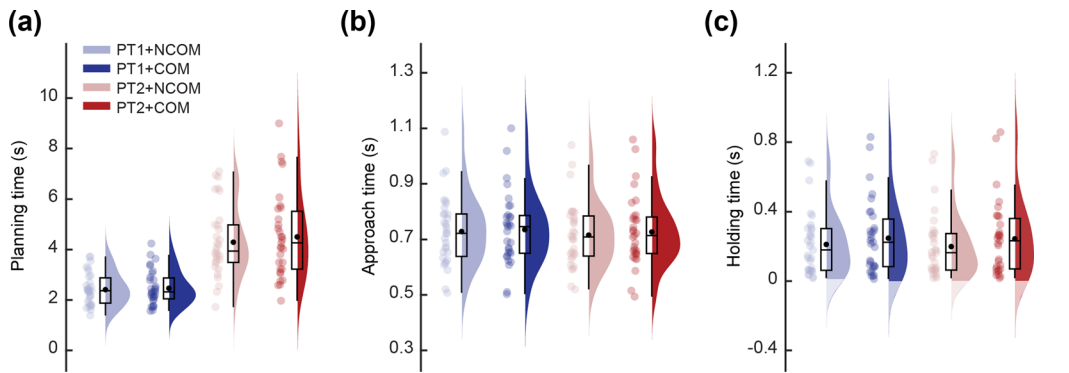 (a)
Planning time (s)
10
8
6
4
2
0
PT1+NCOM
PT1+COM
PT2+NCOM
PT2+COM
(b)
Approach time (s)
1.3
1.1
0.9
0.7
0.5
0.3
(c)
Holding time (s)
1.2
0.8
0.4
0
-0.4